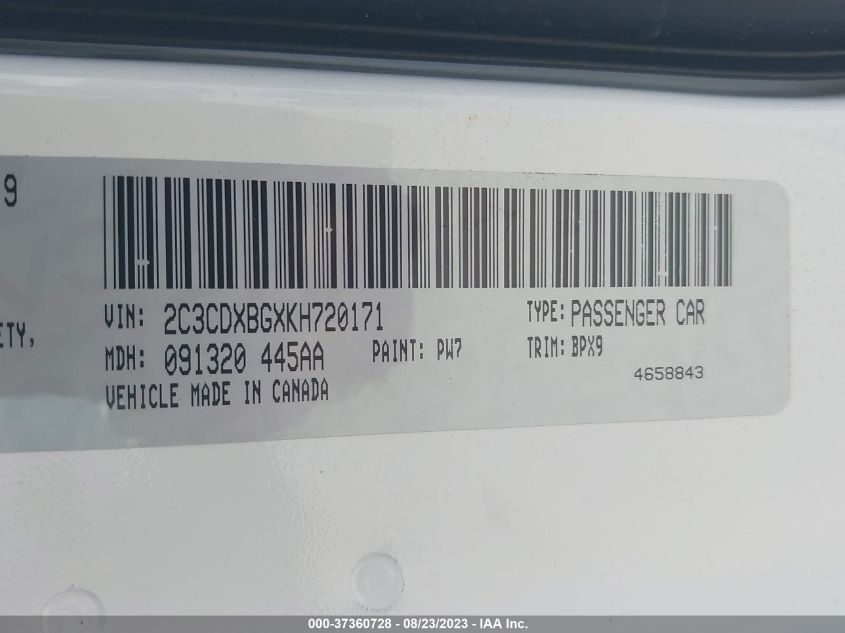 9
ETY,
VIN: 2C3CDXBGXKH720171 TYPE: PASSENGER CAR
MDH: 091320 445AA PAINT: PW7 TRIM: BPX9
4658843
VEHICLE MADE IN CANADA
000-37360728 - 08/23/2023 - IAA Inc.